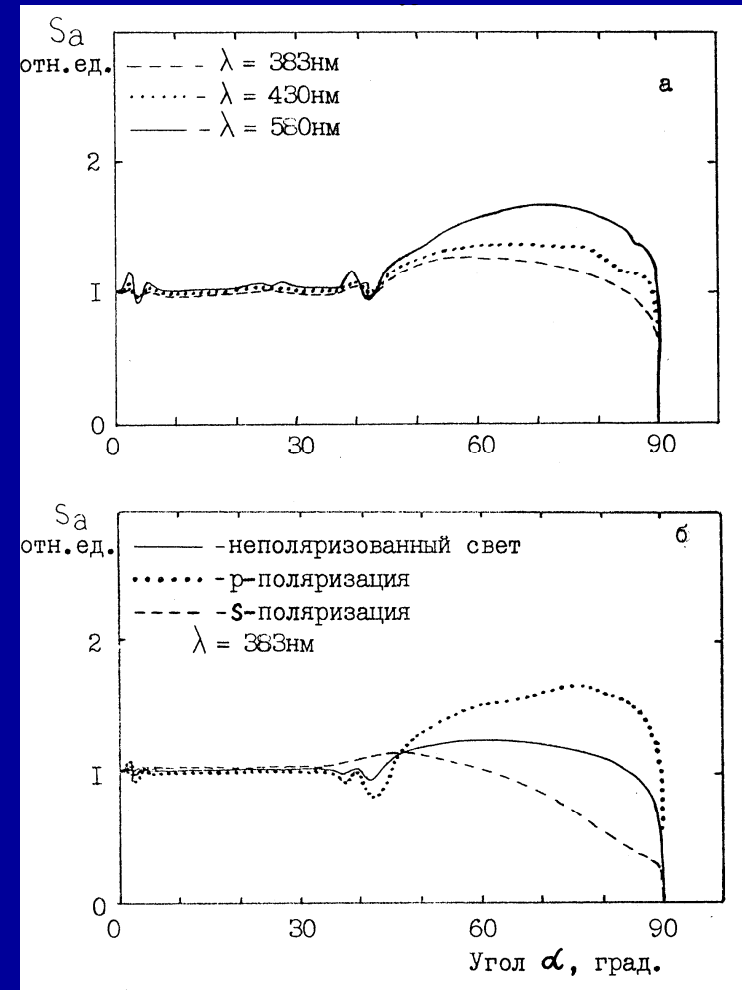 Sa
отн.ед.
- λ = 383нм
- λ = 430нм
- λ = 580нм
а
2
I
0
0 30 60 90
Sa
отн.ед.
б
-неполяризованный свет
-р-поляризация
-S-поляризация
λ = 383нм
2
I
0
0 30 60 90
Угол α, град.